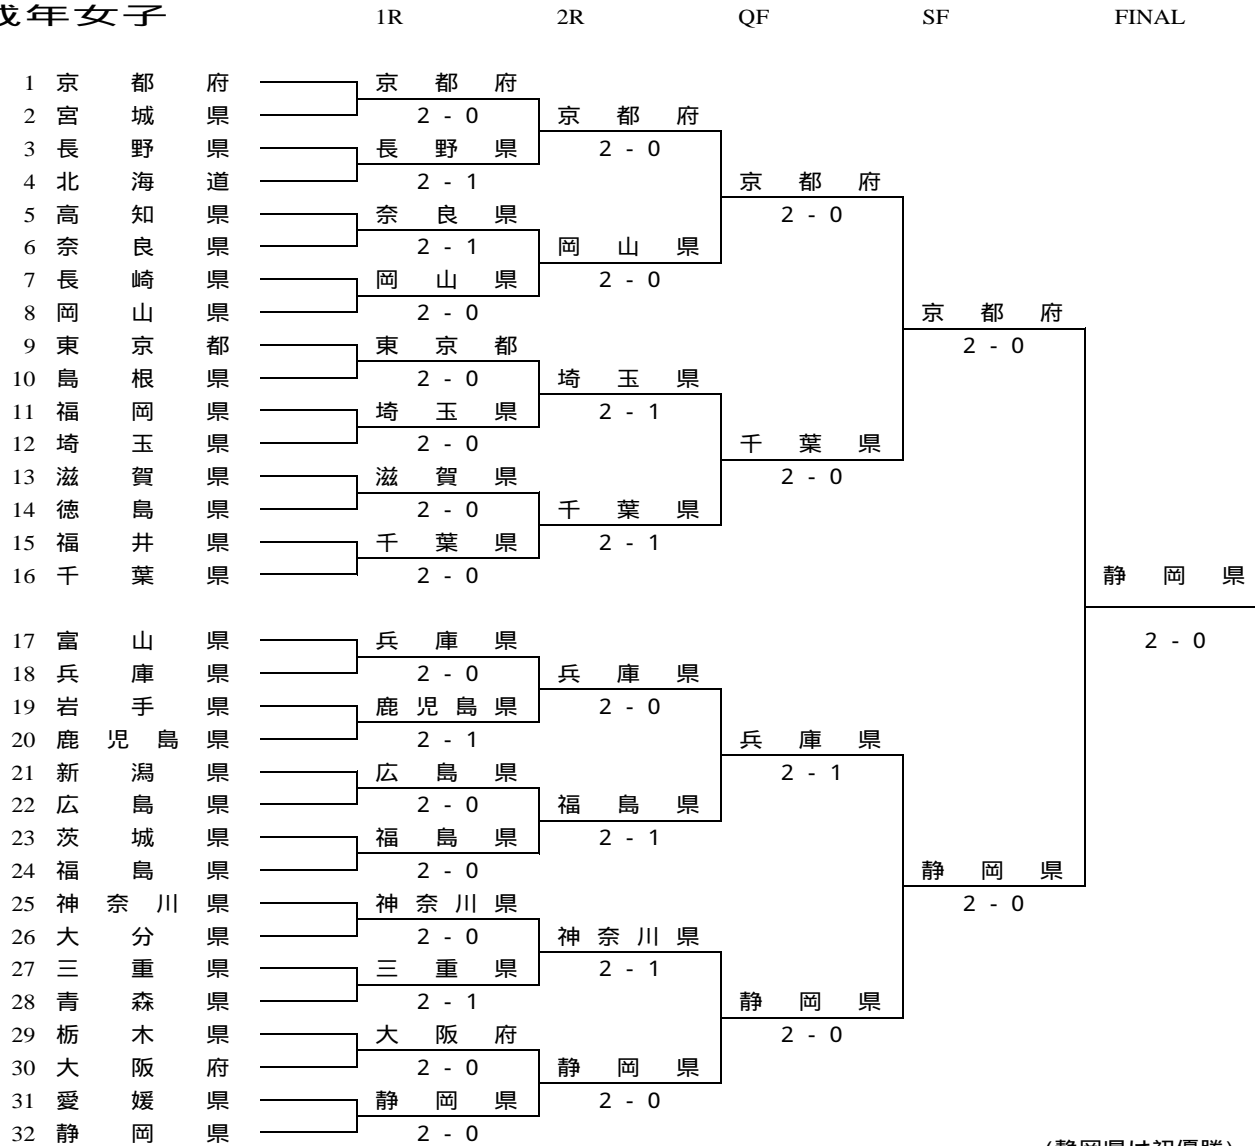 成年女子 1R 2R QF SF FINAL
1 京都府 京都府
2 宮城県 2 - 0 京都府
3 長野県 長野県 2 - 0
4 北海道 2 - 1 京都府
5 高知県 奈良県 2 - 0
6 奈良県 2 - 1 岡山県
7 長崎県 岡山県 2 - 0
8 岡山県 2 - 0 京都府
9 東京都 東京都 2 - 0
10 島根県 2 - 0 埼玉県
11 福岡県 埼玉県 2 - 1
12 埼玉県 2 - 0 千葉県
13 滋賀県 滋賀県 2 - 0
14 徳島県 2 - 0 千葉県
15 福井県 千葉県 2 - 1
16 千葉県 2 - 0 静岡県
17 富山県 兵庫県 2 - 0
18 兵庫県 2 - 0 兵庫県
19 岩手県 鹿児島県 2 - 0
20 鹿児島県 2 - 1 兵庫県
21 新潟県 広島県 2 - 1
22 広島県 2 - 0 福島県
23 茨城県 福島県 2 - 1
24 福島県 2 - 0 静岡県
25 神奈川県 神奈川県 2 - 0
26 大分県 2 - 0 神奈川県
27 三重県 三重県 2 - 1
28 青森県 2 - 1 静岡県
29 栃木県 大阪府 2 - 0
30 大阪府 2 - 0 静岡県
31 愛媛県 静岡県 2 - 0
32 静岡県 2 - 0
(静岡県は初優勝)